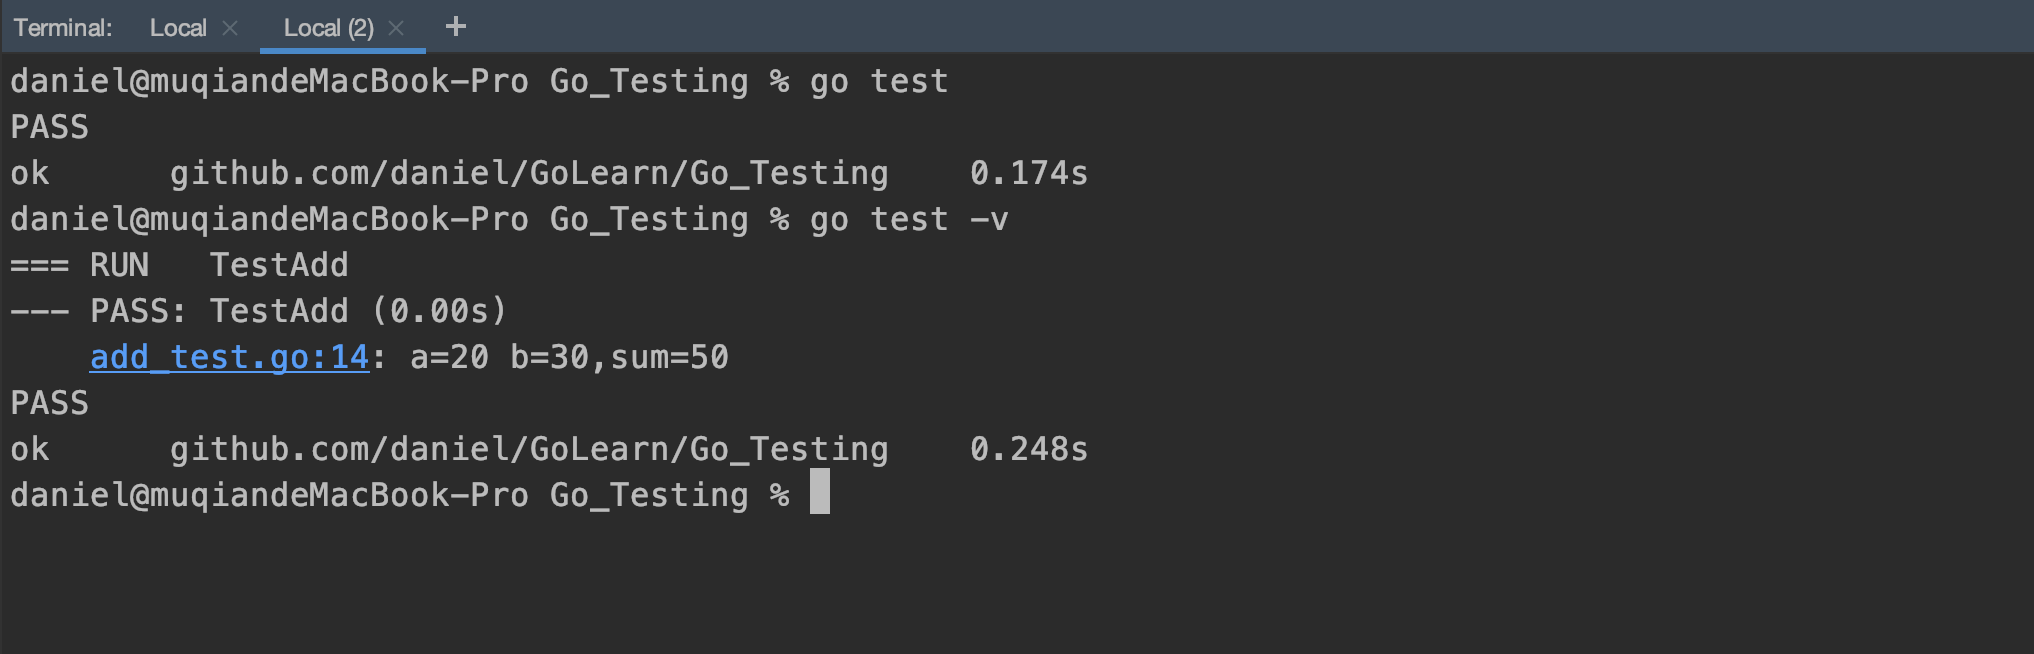 Terminal: Local × Local (2) × +
daniel@muqiandeMacBook-Pro Go_Testing % go test
PASS
ok      github.com/daniel/GoLearn/Go_Testing    0.174s
daniel@muqiandeMacBook-Pro Go_Testing % go test -v
=== RUN   TestAdd
--- PASS: TestAdd (0.00s)
    add_test.go:14: a=20 b=30,sum=50
PASS
ok      github.com/daniel/GoLearn/Go_Testing    0.248s
daniel@muqiandeMacBook-Pro Go_Testing %